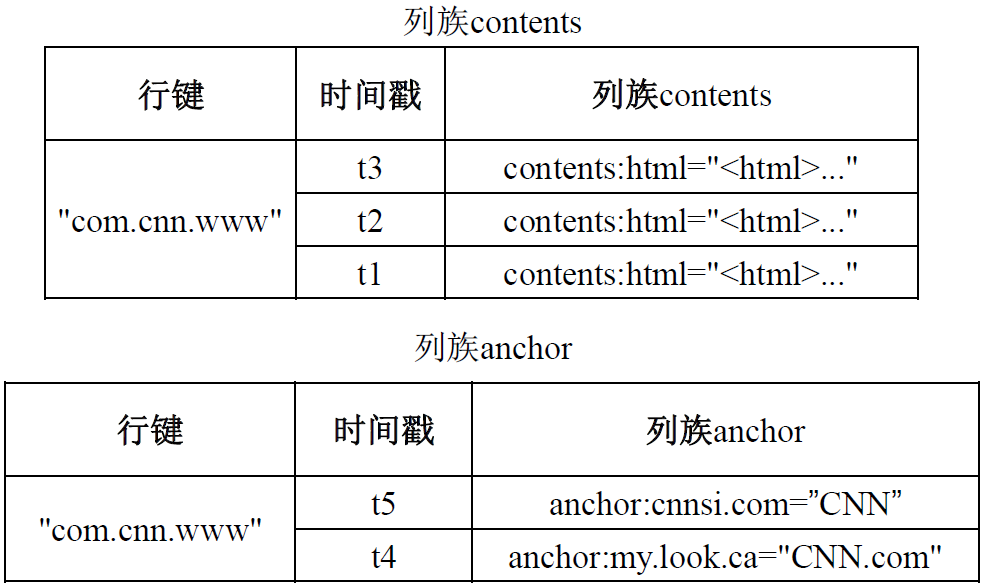 列族contents
行键 时间戳 列族contents
t3 contents:html="<html>..."
"com.cnn.www" t2 contents:html="<html>..."
t1 contents:html="<html>..."
列族anchor
行键 时间戳 列族anchor
"com.cnn.www" t5 anchor:cnnsi.com=”CNN”
t4 anchor:my.look.ca="CNN.com"